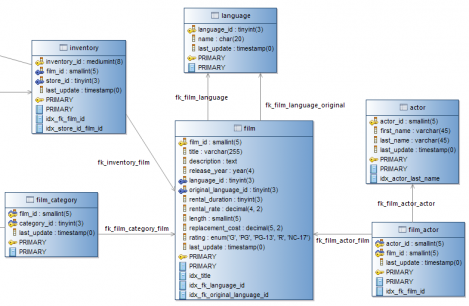 language
language_id : tinyint(3)
name : char(20)
last_update : timestamp(0)
PRIMARY
PRIMARY
inventory
inventory_id : mediumint(8)
film_id : smallint(5)
store_id : tinyint(3)
last_update : timestamp(0)
PRIMARY
PRIMARY
idx_fk_film_id
idx_store_id_film_id
fk_film_language
fk_film_language_original
fk_inventory_film
film
film_id : smallint(5)
title : varchar(255)
description : text
release_year : year(4)
language_id : tinyint(3)
original_language_id : tinyint(3)
rental_duration : tinyint(3)
rental_rate : decimal(4, 2)
length : smallint(5)
replacement_cost : decimal(5, 2)
rating : enum('G', 'PG', 'PG-13', 'R', 'NC-17')
last_update : timestamp(0)
PRIMARY
PRIMARY
idx_title
idx_fk_language_id
idx_fk_original_language_id
actor
actor_id : smallint(5)
first_name : varchar(45)
last_name : varchar(45)
last_update : timestamp(0)
PRIMARY
PRIMARY
idx_actor_last_name
fk_film_actor_actor
film_category
film_id : smallint(5)
category_id : tinyint(3)
last_update : timestamp(0)
PRIMARY
PRIMARY
fk_film_category_film
fk_film_actor_film
film_actor
actor_id : smallint(5)
film_id : smallint(5)
last_update : timestamp(0)
PRIMARY
PRIMARY
idx_fk_film_id